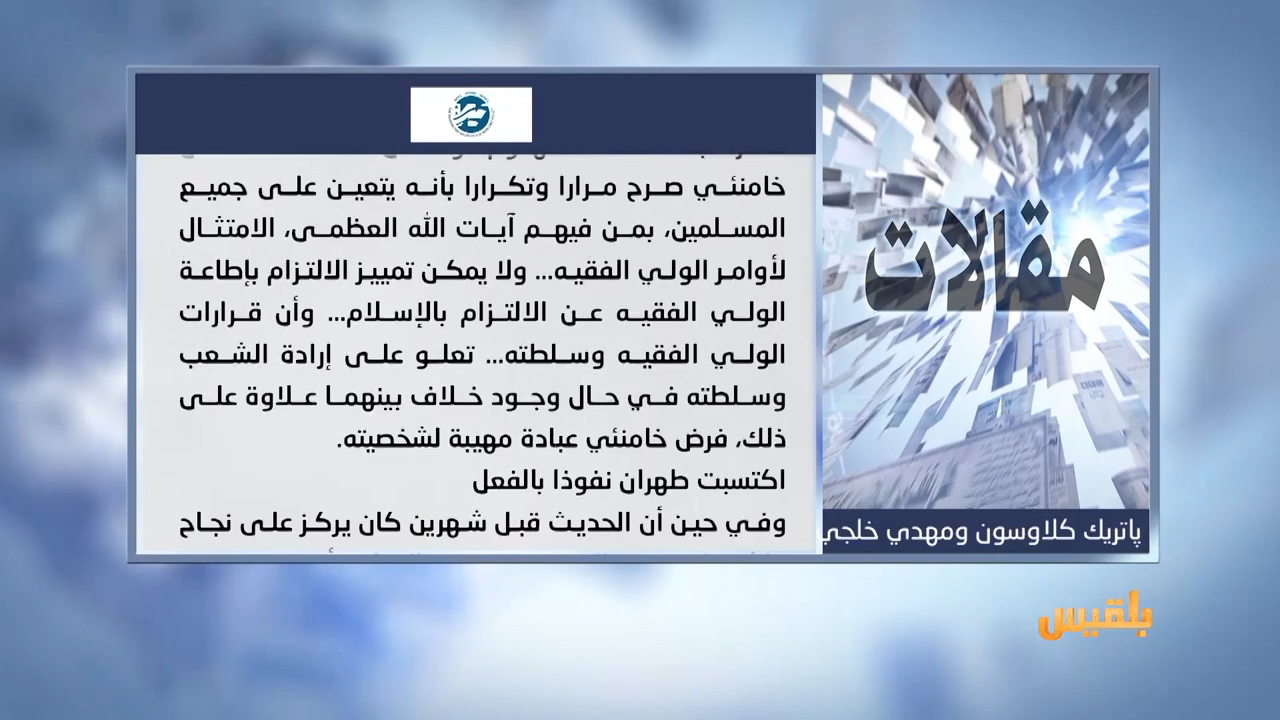 خامنئي صرح مرارا وتكرارا بأنه يتعين على جميع
المسلمين، بمن فيهم آيات الله العظمى، الامتثال
لأوامر الولي الفقيه... ولا يمكن تمييز الالتزام بإطاعة
الولي الفقيه عن الالتزام بالإسلام... وأن قرارات
الولي الفقيه وسلطته... تعلو على إرادة الشعب
وسلطته في حال وجود خلاف بينهما علاوة على
ذلك، فرض خامنئي عبادة مهيبة لشخصيته.
اكتسبت طهران نفوذا بالفعل
وفي حين أن الحديث قبل شهرين كان يركز على نجاح
مقالات
پاتريك كلاوسون ومهدي خلجي
بلقيس